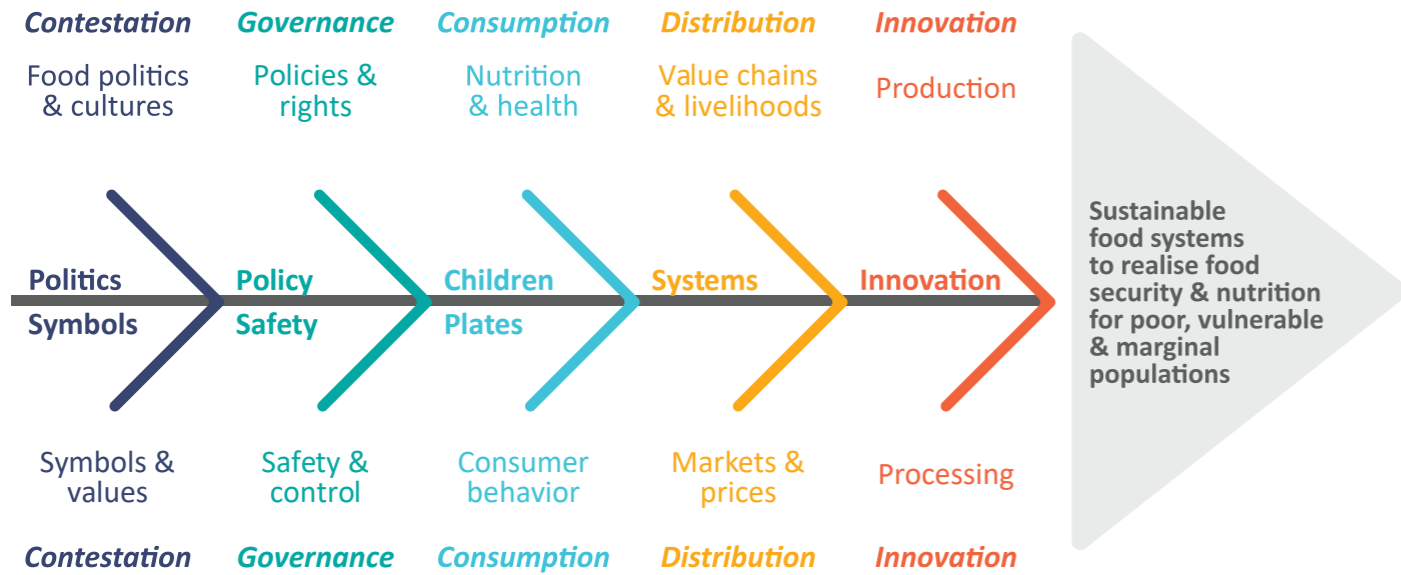 Contestation Governance Consumption Distribution Innovation
Food politics
& cultures
Policies &
rights
Nutrition
& health
Value chains
& livelihoods
Production
Politics Policy Children Systems Innovation
Symbols Safety Plates
Symbols &
values
Safety &
control
Consumer
behavior
Markets &
prices
Processing
Contestation Governance Consumption Distribution Innovation
Sustainable
food systems
to realise food
security & nutrition
for poor, vulnerable
& marginal
populations